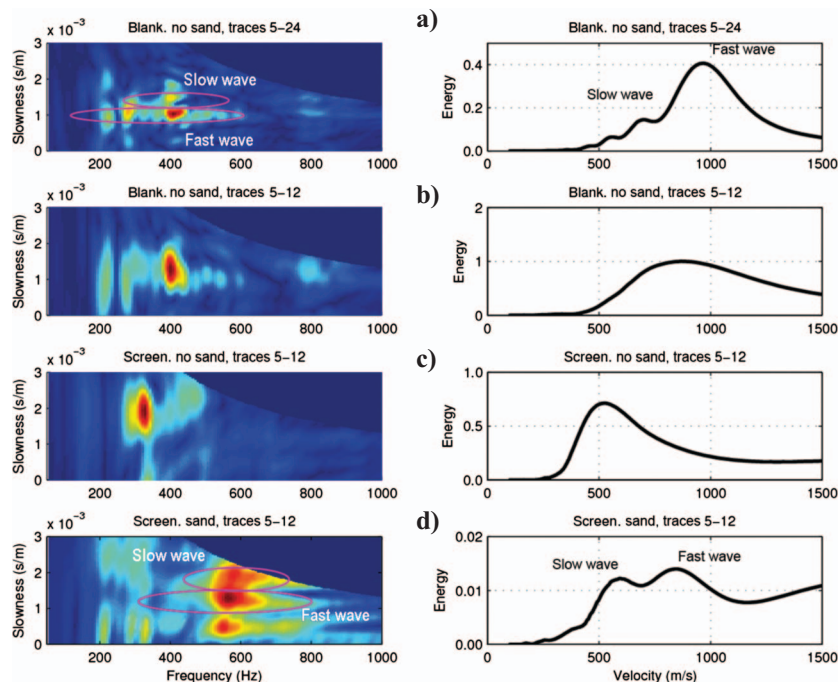 a)
x 10⁻³ Blank. no sand, traces 5-24
3
2
1
0
Slowness (s/m)
Slow wave
Fast wave
200 400 600 800 1000
Blank. no sand, traces 5-24
Energy
0.4
0.2
0.0
Slow wave
Fast wave
0 500 1000 1500
b)
x 10⁻³ Blank. no sand, traces 5-12
3
2
1
0
Slowness (s/m)
200 400 600 800 1000
Blank. no sand, traces 5-12
Energy
2
1
0
0 500 1000 1500
c)
x 10⁻³ Screen. no sand, traces 5-12
3
2
1
0
Slowness (s/m)
200 400 600 800 1000
Screen. no sand, traces 5-12
Energy
1.0
0.5
0.0
0 500 1000 1500
d)
x 10⁻³ Screen. sand, traces 5-12
3
2
1
0
Slowness (s/m)
Slow wave
Fast wave
200 400 600 800 1000
Frequency (Hz)
Screen. sand, traces 5-12
Energy
0.02
0.01
0.00
Slow wave
Fast wave
0 500 1000 1500
Velocity (m/s)